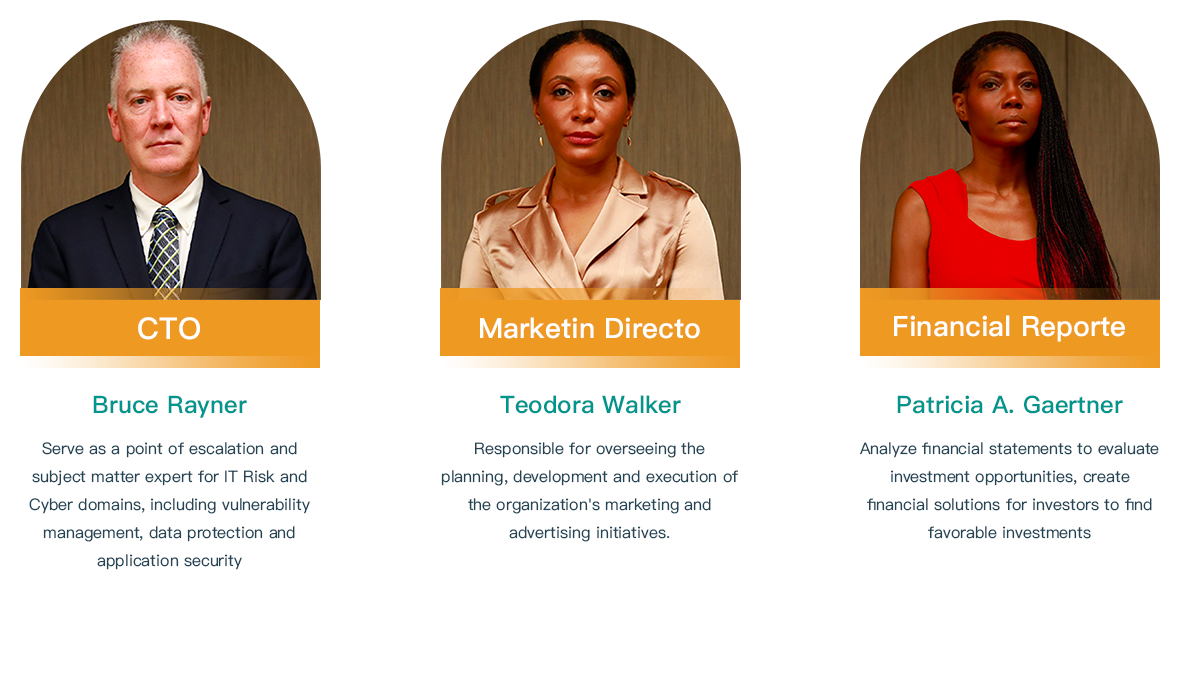 CTO
Bruce Rayner
Serve as a point of escalation and
subject matter expert for IT Risk and
Cyber domains, including vulnerability
management, data protection and
application security
Marketin Directo
Teodora Walker
Responsible for overseeing the
planning, development and execution of
the organization's marketing and
advertising initiatives.
Financial Reporte
Patricia A. Gaertner
Analyze financial statements to evaluate
investment opportunities, create
financial solutions for investors to find
favorable investments